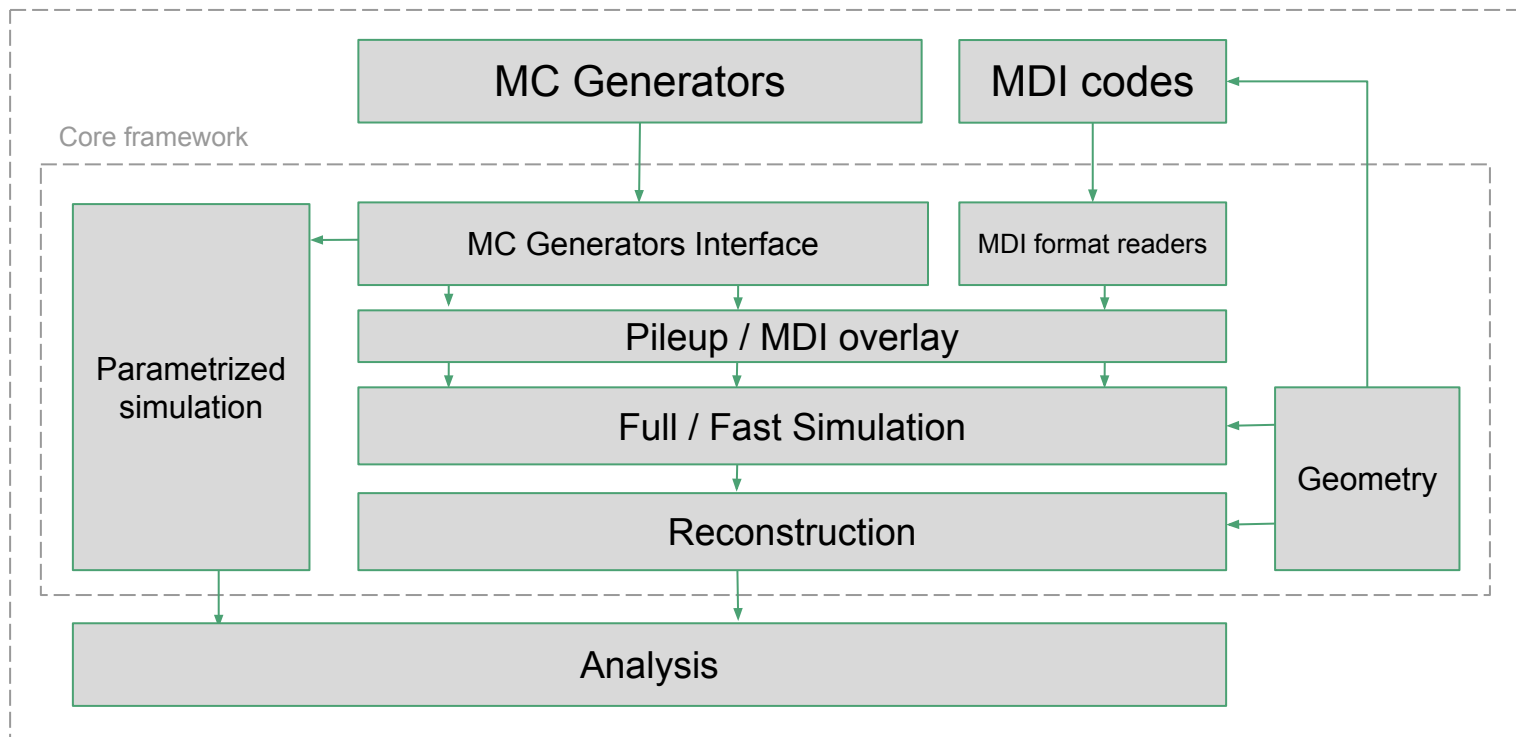 MC Generators
MDI codes
Core framework
MC Generators Interface
MDI format readers
Pileup / MDI overlay
Parametrized
simulation
Full / Fast Simulation
Geometry
Reconstruction
Analysis